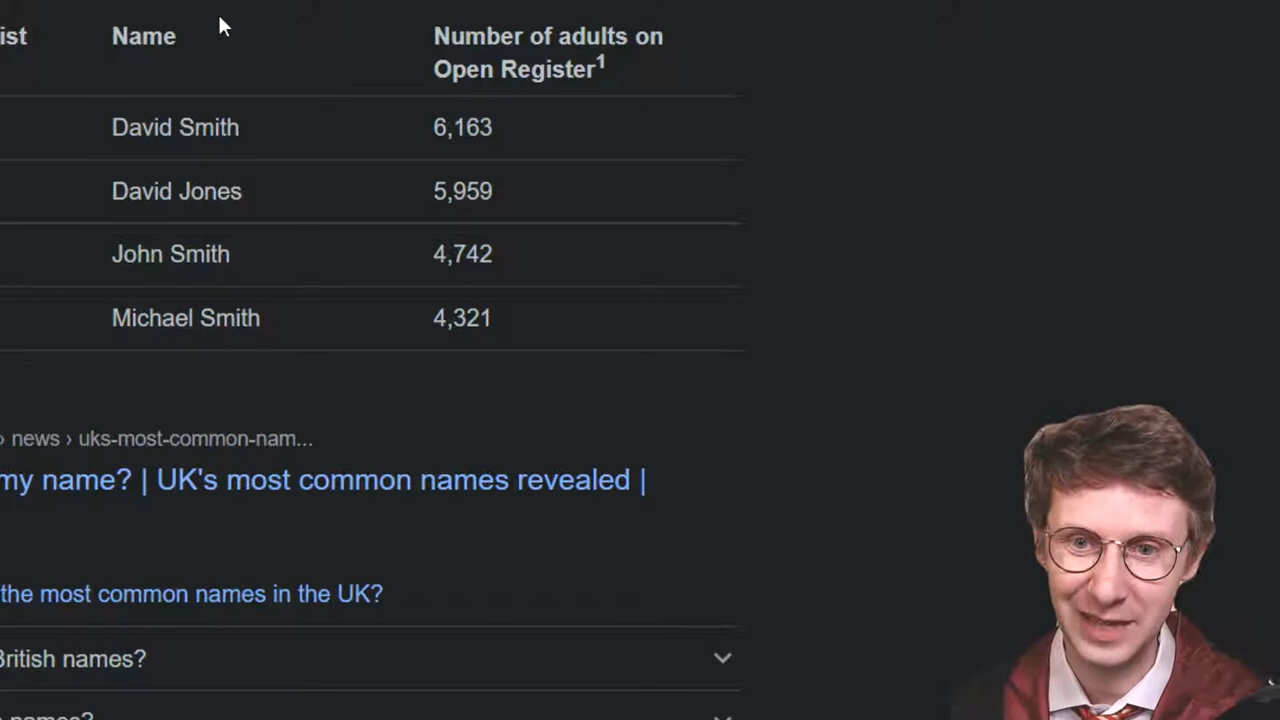 ist Name Number of adults on
Open Register1
David Smith 6,163
David Jones 5,959
John Smith 4,742
Michael Smith 4,321
› news › uks-most-common-nam...
my name? | UK's most common names revealed |
the most common names in the UK?
British names?
names?